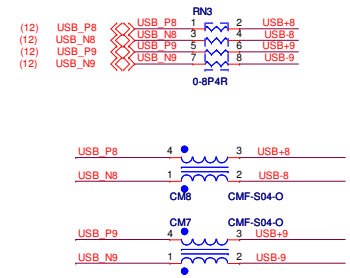 RN3
(12) USB_P8 USB_P8 1 2 USB+8
(12) USB_N8 USB_N8 3 4 USB-8
(12) USB_P9 USB_P9 5 6 USB+9
(12) USB_N9 USB_N9 7 8 USB-9
0-8P4R
USB_P8 4 3 USB+8
USB_N8 1 2 USB-8
CM8 CMF-S04-O
CM7 CMF-S04-O
USB_P9 4 3 USB+9
USB_N9 1 2 USB-9